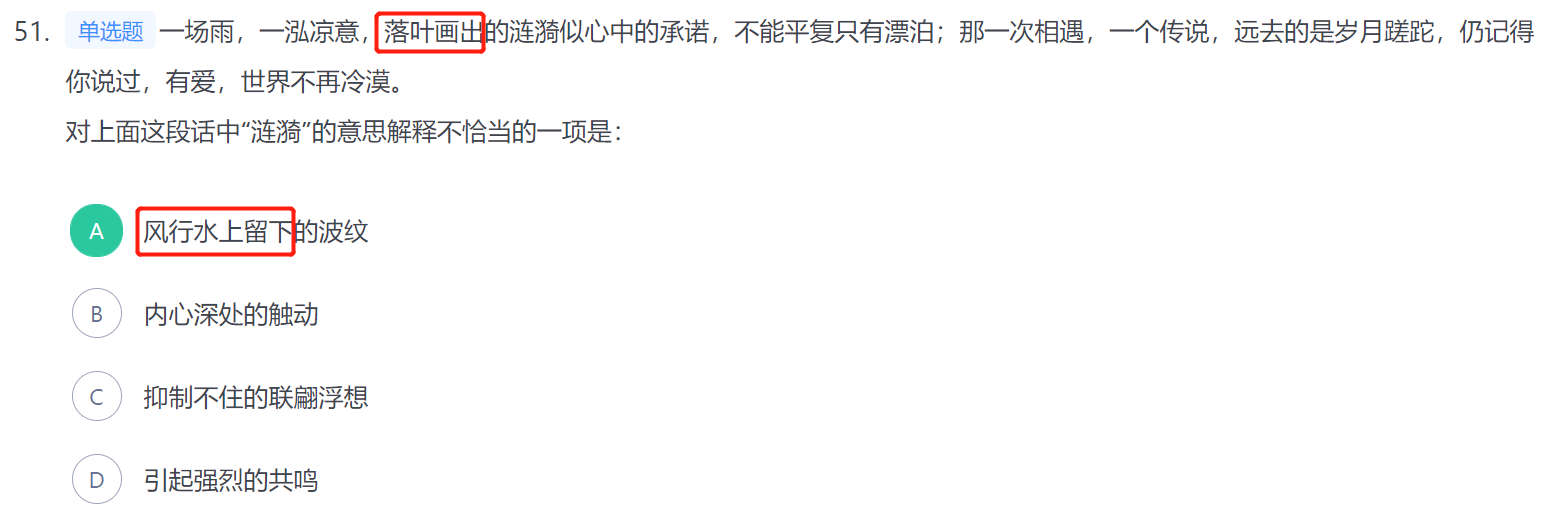 51. 单选题 一场雨，一泓凉意，落叶画出的涟漪似心中的承诺，不能平复只有漂泊；那一次相遇，一个传说，远去的是岁月蹉跎，仍记得
你说过，有爱，世界不再冷漠。
对上面这段话中“涟漪”的意思解释不恰当的一项是：
A 风行水上留下的波纹
B 内心深处的触动
C 抑制不住的联翩浮想
D 引起强烈的共鸣